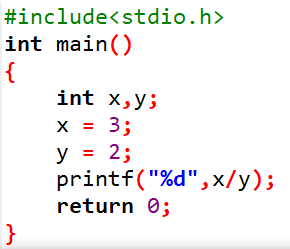 #include<stdio.h>
int main()
{
    int x,y;
    x = 3;
    y = 2;
    printf("%d",x/y);
    return 0;
}